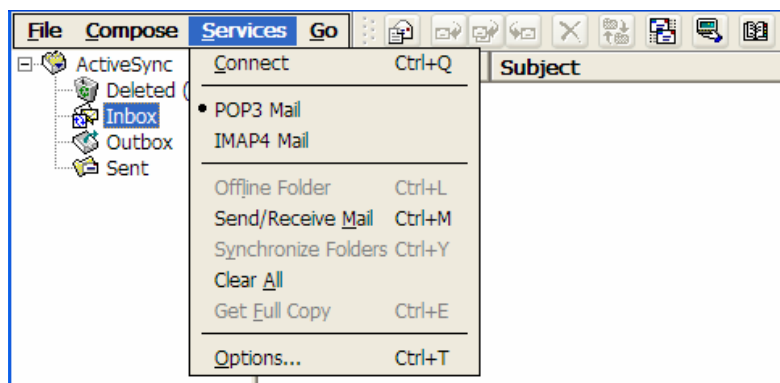 File Compose Services Go
ActiveSync
Deleted (
Inbox
Outbox
Sent
Subject
Connect Ctrl+Q
POP3 Mail
IMAP4 Mail
Offline Folder Ctrl+L
Send/Receive Mail Ctrl+M
Synchronize Folders Ctrl+Y
Clear All
Get Full Copy Ctrl+E
Options... Ctrl+T